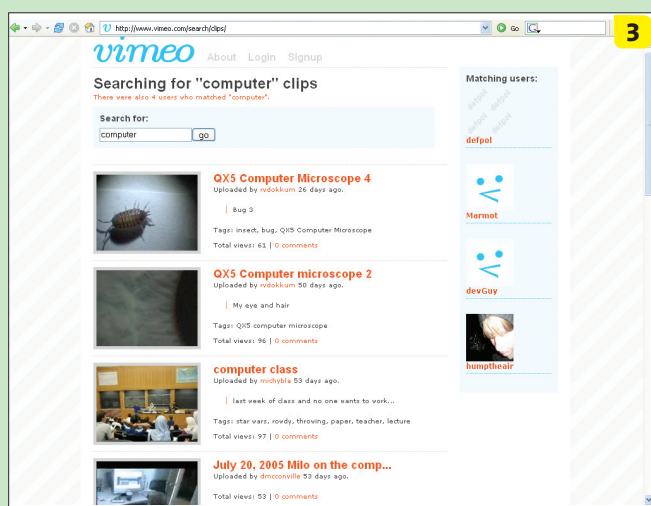 http://www.vimeo.com/search/clips/
Go
3
vimeo About Login Signup
Searching for "computer" clips
There were also 4 users who matched "computer".
Search for:
computer
go
QX5 Computer Microscope 4
Uploaded by rvdokkum 26 days ago.
Bug 3
Tags: insect, bug, QX5 Computer Microscope
Total views: 61 | 0 comments
QX5 Computer microscope 2
Uploaded by rvdokkum 50 days ago.
My eye and hair
Tags: QX5 computer microscope
Total views: 96 | 0 comments
computer class
Uploaded by michybla 53 days ago.
last week of class and no one wants to work...
Tags: star wars, rowdy, throwing, paper, teacher, lecture
Total views: 97 | 0 comments
July 20, 2005 Milo on the comp...
Uploaded by dmcconville 53 days ago.
Total views: 53 | 0 comments
Matching users:
defpol defpol
defpol defpol
defpol
Marmot
devGuy
humptheair